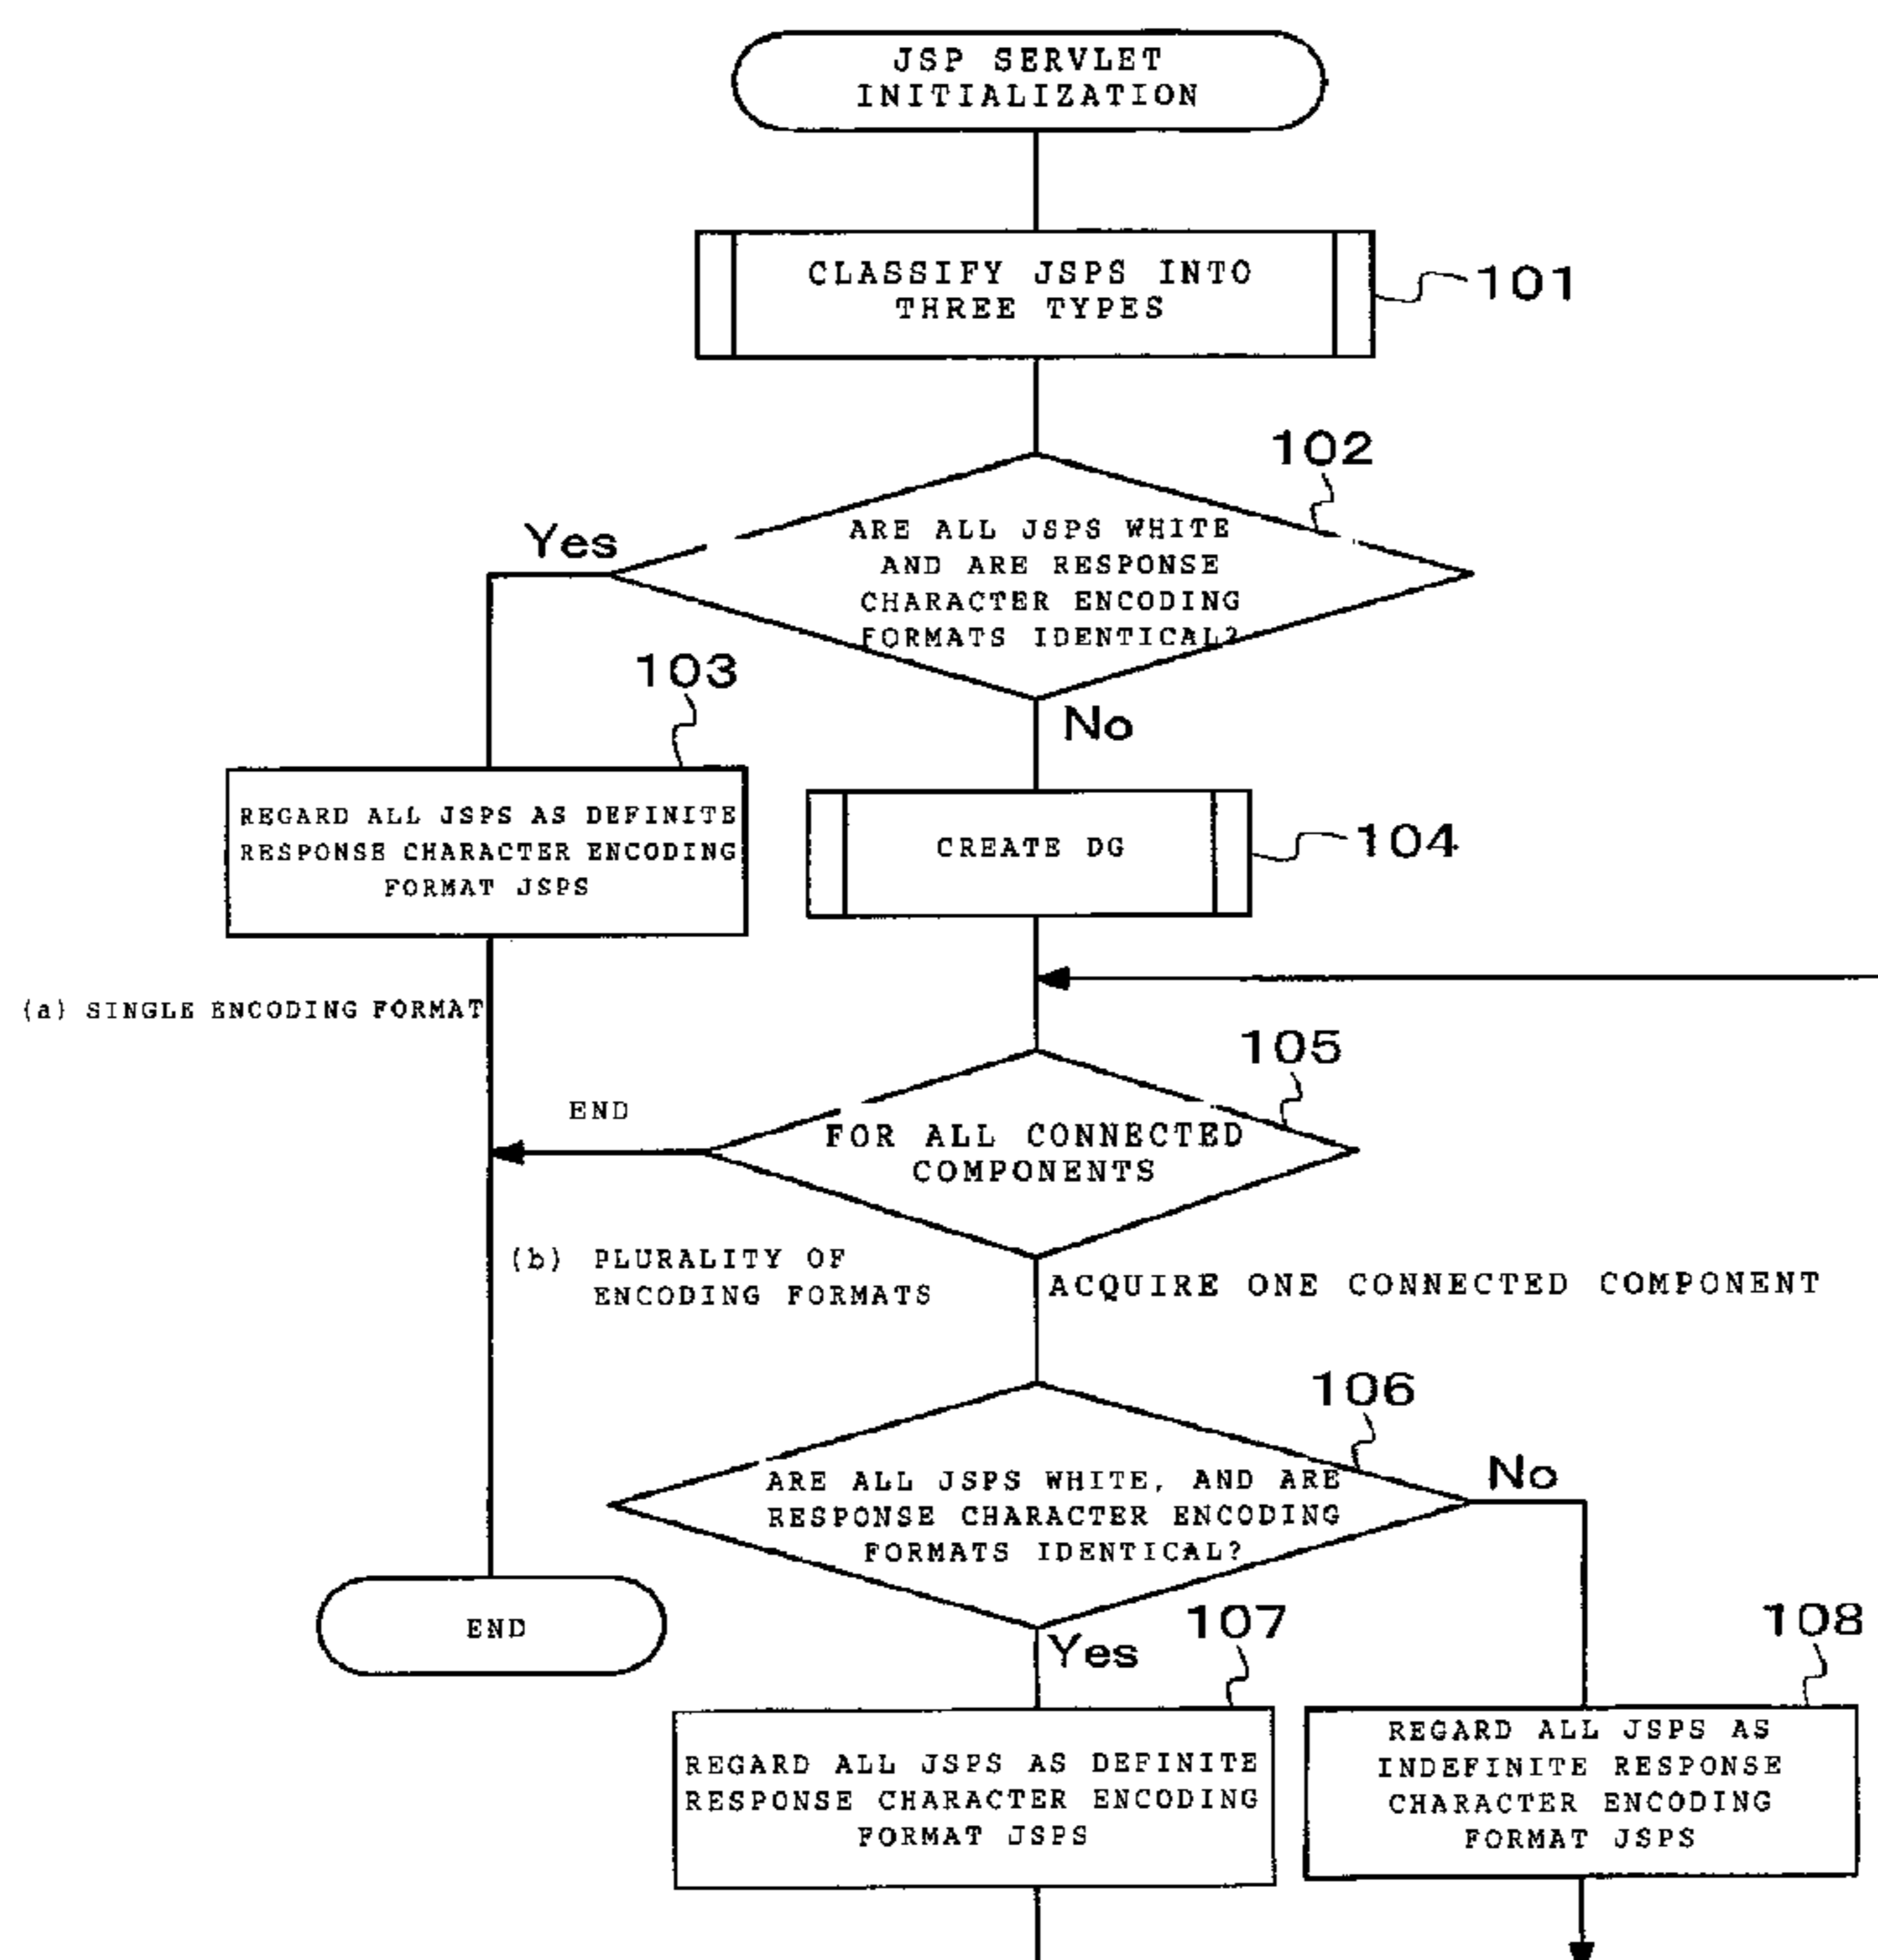 JSP SERVLET
INITIALIZATION
CLASSIFY JSPS INTO
THREE TYPES
101
102
ARE ALL JSPS WHITE
AND ARE RESPONSE
CHARACTER ENCODING
FORMATS IDENTICAL?
Yes
No
103
REGARD ALL JSPS AS DEFINITE
RESPONSE CHARACTER ENCODING
FORMAT JSPS
CREATE DG
104
(a) SINGLE ENCODING FORMAT
105
END
FOR ALL CONNECTED
COMPONENTS
(b) PLURALITY OF
ENCODING FORMATS
ACQUIRE ONE CONNECTED COMPONENT
106
ARE ALL JSPS WHITE, AND ARE
RESPONSE CHARACTER ENCODING
FORMATS IDENTICAL?
No
Yes
END
107
REGARD ALL JSPS AS DEFINITE
RESPONSE CHARACTER ENCODING
FORMAT JSPS
108
REGARD ALL JSPS AS
INDEFINITE RESPONSE
CHARACTER ENCODING
FORMAT JSPS